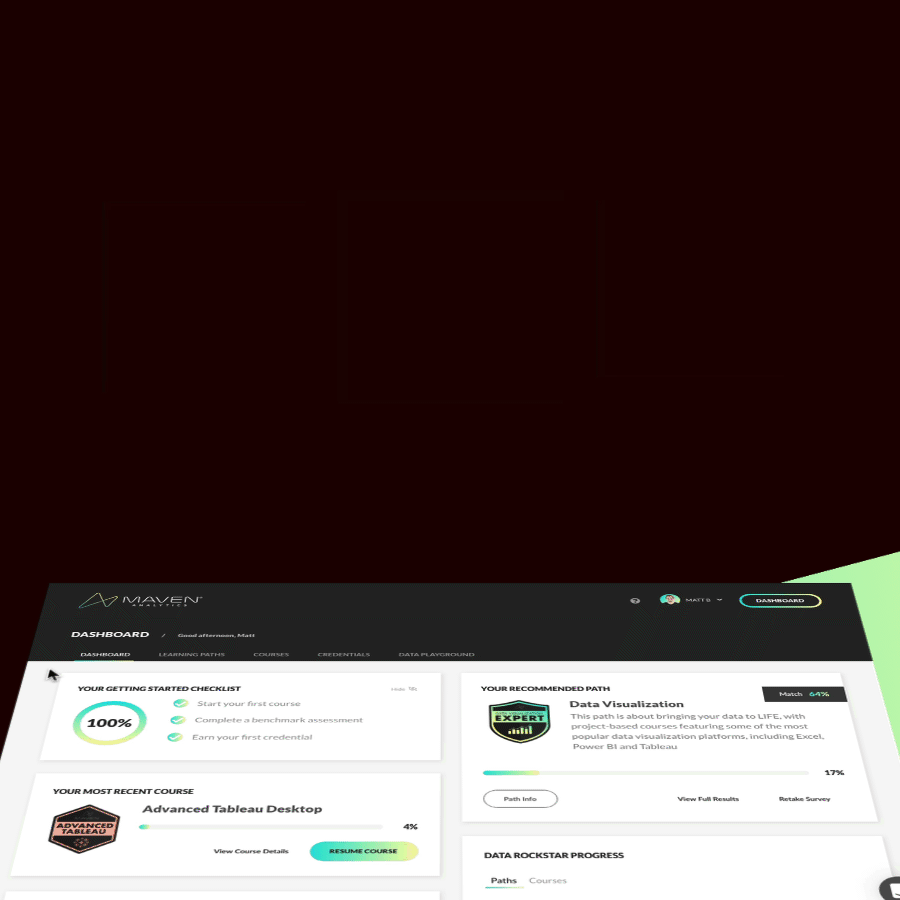 MAVEN
ANALYTICS
MATT B
DASHBOARD
DASHBOARD / Good afternoon, Matt
DASHBOARD LEARNING PATHS COURSES CREDENTIALS DATA PLAYGROUND
YOUR GETTING STARTED CHECKLIST
Hide
100%
Start your first course
Complete a benchmark assessment
Earn your first credential
YOUR MOST RECENT COURSE
ADVANCED
TABLEAU
Advanced Tableau Desktop
4%
View Course Details
RESUME COURSE
YOUR RECOMMENDED PATH
Match 64%
EXPERT
Data Visualization
This path is about bringing your data to LIFE, with
project-based courses featuring some of the most
popular data visualization platforms, including Excel,
Power BI and Tableau
17%
Path Info
View Full Results
Retake Survey
DATA ROCKSTAR PROGRESS
Paths Courses